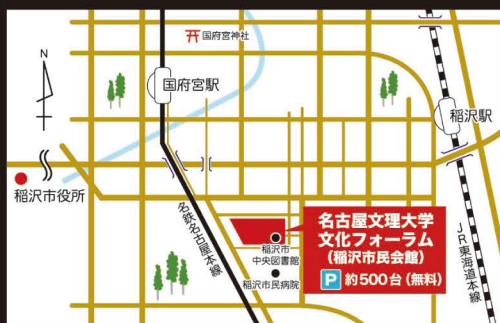 N
国府宮神社
国府宮駅
稲沢駅
稲沢市役所
名古屋文理大学
文化フォーラム
(稲沢市民会館)
P 約500台(無料)
稲沢市
中央図書館
稲沢市民病院
名鉄名古屋本線
JR東海道本線